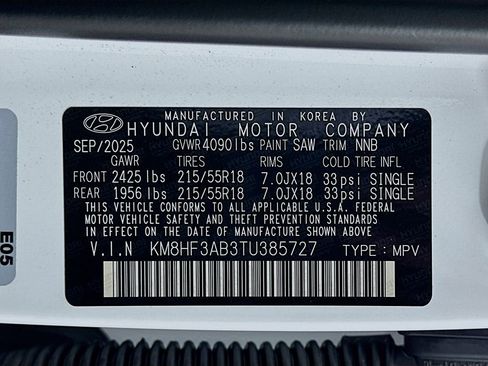 MANUFACTURED IN KOREA BY
HYUNDAI MOTOR COMPANY
SEP/2025 GVWR4090lbs PAINT SAW TRIM NNB
GAWR TIRES RIMS COLD TIRE INFL
FRONT 2425lbs 215/55R18 7.0JX18 33psi SINGLE
REAR 1956lbs 215/55R18 7.0JX18 33psi SINGLE
THIS VEHICLE CONFORMS TO ALL APPLICABLE U.S.A. FEDERAL
MOTOR VEHICLE SAFETY BUMPER, AND THEFT PREVENTION STANDARDS
IN EFFECT ON THE DATE OF MANUFACTURE SHOWN ABOVE.
V.I.N KM8HF3AB3TU385727 TYPE : MPV
E05